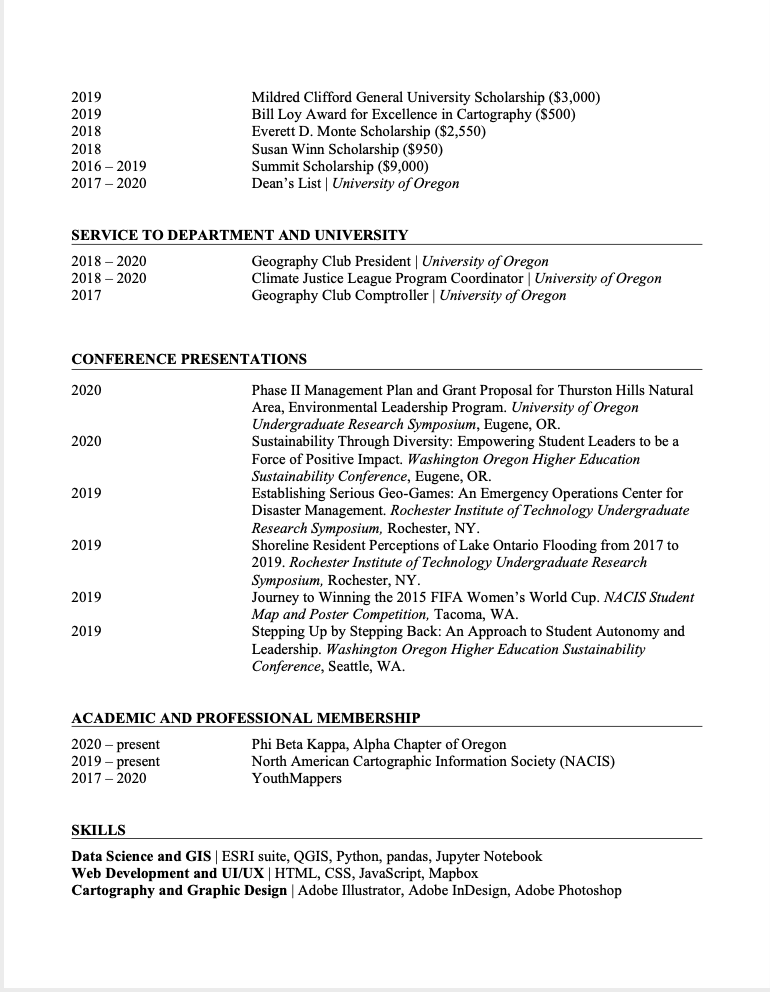 2019 Mildred Clifford General University Scholarship ($3,000)
2019 Bill Loy Award for Excellence in Cartography ($500)
2018 Everett D. Monte Scholarship ($2,550)
2018 Susan Winn Scholarship ($950)
2016 – 2019 Summit Scholarship ($9,000)
2017 – 2020 Dean’s List | University of Oregon
SERVICE TO DEPARTMENT AND UNIVERSITY
2018 – 2020 Geography Club President | University of Oregon
2018 – 2020 Climate Justice League Program Coordinator | University of Oregon
2017 Geography Club Comptroller | University of Oregon
CONFERENCE PRESENTATIONS
2020 Phase II Management Plan and Grant Proposal for Thurston Hills Natural
Area, Environmental Leadership Program. University of Oregon
Undergraduate Research Symposium, Eugene, OR.
2020 Sustainability Through Diversity: Empowering Student Leaders to be a
Force of Positive Impact. Washington Oregon Higher Education
Sustainability Conference, Eugene, OR.
2019 Establishing Serious Geo-Games: An Emergency Operations Center for
Disaster Management. Rochester Institute of Technology Undergraduate
Research Symposium, Rochester, NY.
2019 Shoreline Resident Perceptions of Lake Ontario Flooding from 2017 to
2019. Rochester Institute of Technology Undergraduate Research
Symposium, Rochester, NY.
2019 Journey to Winning the 2015 FIFA Women’s World Cup. NACIS Student
Map and Poster Competition, Tacoma, WA.
2019 Stepping Up by Stepping Back: An Approach to Student Autonomy and
Leadership. Washington Oregon Higher Education Sustainability
Conference, Seattle, WA.
ACADEMIC AND PROFESSIONAL MEMBERSHIP
2020 – present Phi Beta Kappa, Alpha Chapter of Oregon
2019 – present North American Cartographic Information Society (NACIS)
2017 – 2020 YouthMappers
SKILLS
Data Science and GIS | ESRI suite, QGIS, Python, pandas, Jupyter Notebook
Web Development and UI/UX | HTML, CSS, JavaScript, Mapbox
Cartography and Graphic Design | Adobe Illustrator, Adobe InDesign, Adobe Photoshop